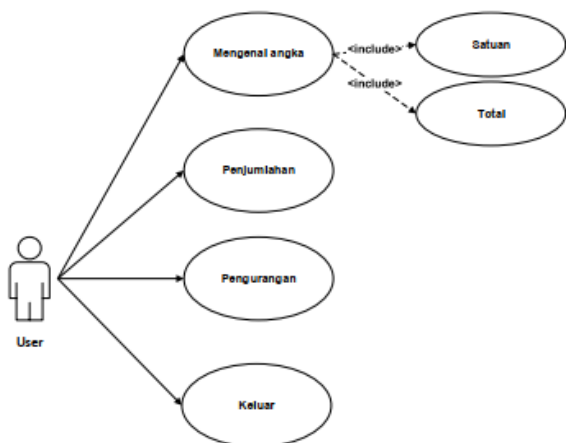 Mengenal angka
<include>
Satuan
<include>
Total
Penjumlahan
Pengurangan
User
Keluar